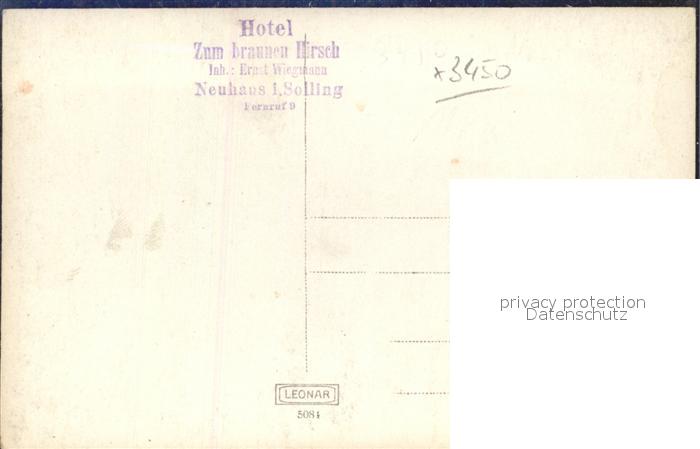 Hotel
Zum braunen Hirsch
Inh.: Ernst Wiegmann
Neuhaus i. Solling
Fernruf 9
x3450
privacy protection
Datenschutz
LEONAR
5084